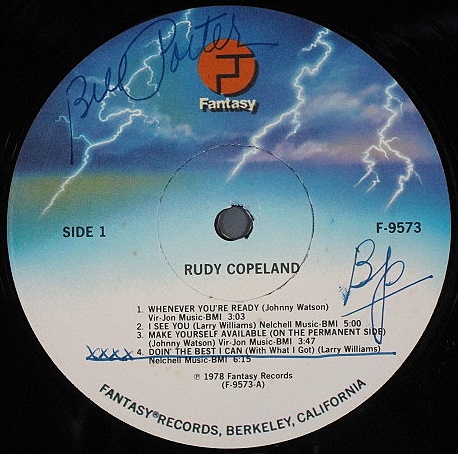 Bill Porter
Fantasy
SIDE 1
F-9573
RUDY COPELAND
Bp
1. WHENEVER YOU'RE READY (Johnny Watson)
Vir-Jon Music-BMI 3:03
2. I SEE YOU (Larry Williams) Nelchell Music-BMI 5:00
3. MAKE YOURSELF AVAILABLE (ON THE PERMANENT SIDE)
(Johnny Watson) Vir-Jon Music-BMI 3:47
xxxx 4. DOIN' THE BEST I CAN (With What I Got) (Larry Williams)
Nelchell Music-BMI 6:15
℗ 1978 Fantasy Records
(F-9573-A)
FANTASY® RECORDS, BERKELEY, CALIFORNIA